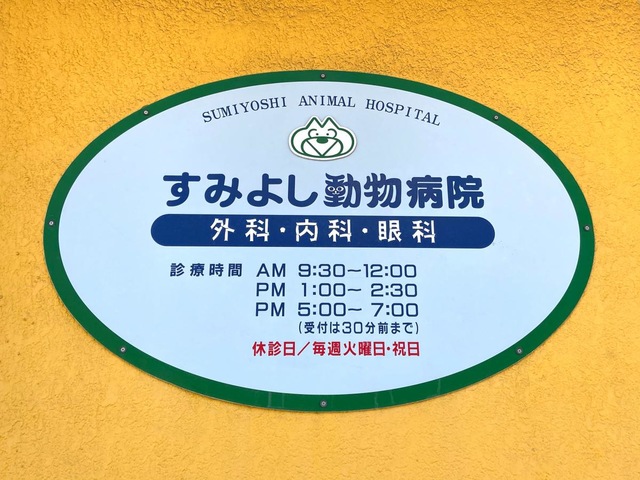 SUMIYOSHI ANIMAL HOSPITAL
すみよし動物病院
外科・内科・眼科
診療時間 AM 9:30〜12:00
PM 1:00〜 2:30
PM 5:00〜 7:00
(受付は30分前まで)
休診日／毎週火曜日・祝日